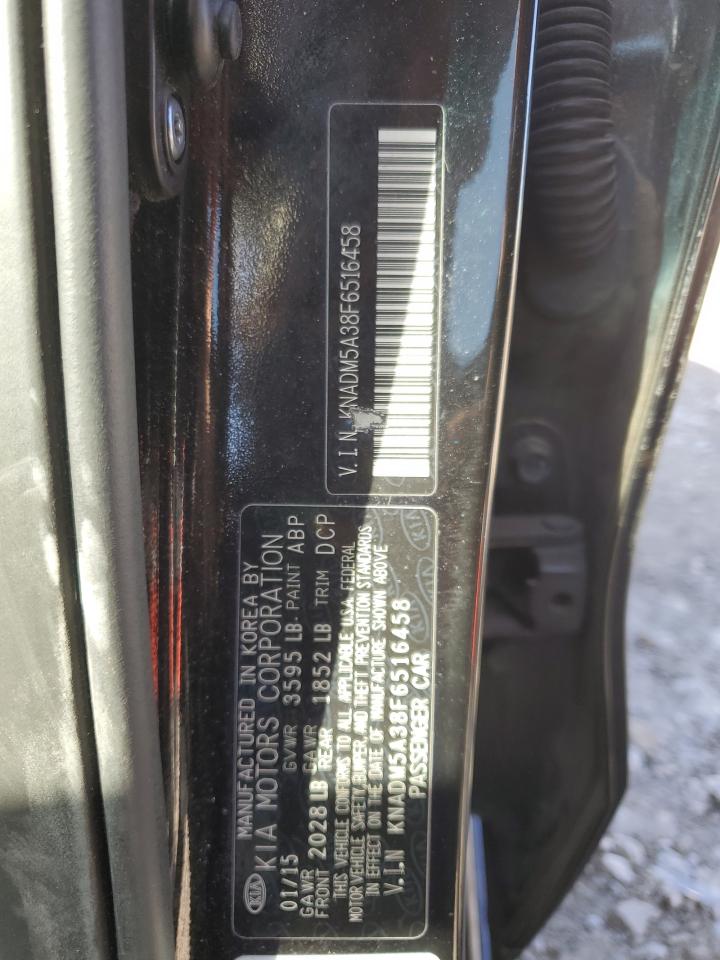 V.I.N KNADM5A38F6516458
KIA MANUFACTURED IN KOREA BY
KIA MOTORS CORPORATION
01/15 GVWR 3595 LB PAINT ABP
GAWR GAWR
FRONT 2028 LB REAR 1852 LB TRIM DCP
THIS VEHICLE CONFORMS TO ALL APPLICABLE U.S.A. FEDERAL
MOTOR VEHICLE SAFETY, BUMPER, AND THEFT PREVENTION STANDARDS
IN EFFECT ON THE DATE OF MANUFACTURE SHOWN ABOVE
V.I.N KNADM5A38F6516458
PASSENGER CAR
KIA